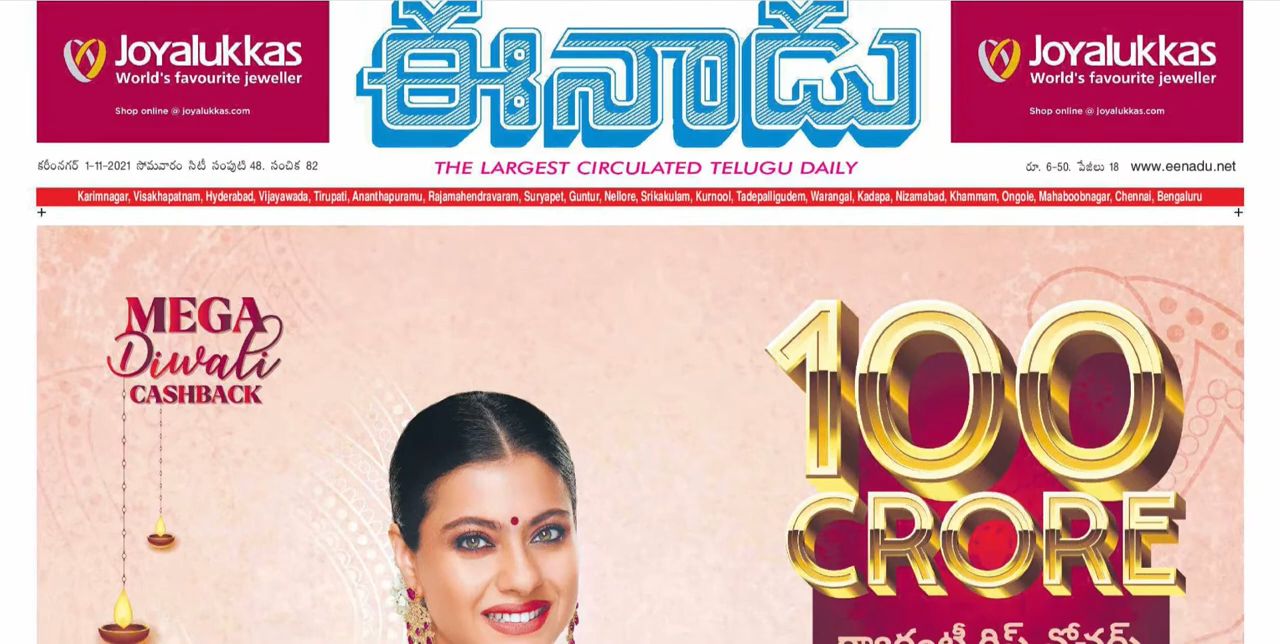 Joyalukkas
World's favourite jeweller
Shop online @ joyalukkas.com
ఈనాడు
Joyalukkas
World's favourite jeweller
Shop online @ joyalukkas.com
కరీంనగర్ 1-11-2021 సోమవారం సిటీ సంపుటి 48. సంచిక 82
THE LARGEST CIRCULATED TELUGU DAILY
రూ. 6-50. పేజీలు 18 www.eenadu.net
Karimnagar, Visakhapatnam, Hyderabad, Vijayawada, Tirupati, Ananthapuramu, Rajamahendravaram, Suryapet, Guntur, Nellore, Srikakulam, Kurnool, Tadepalligudem, Warangal, Kadapa, Nizamabad, Khammam, Ongole, Mahaboobnagar, Chennai, Bengaluru
MEGA
Diwali
CASHBACK
100
CRORE